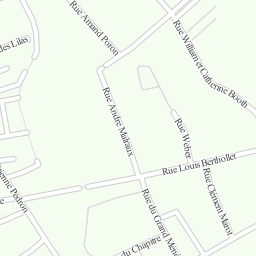 Rue Amand Poron
Rue William et Catherine Booth
des Lilas
Rue André Malraux
Rue Weber
Rue Louis Berthollet
Rue Clément Marot
Rue du Grand
du Chapitre